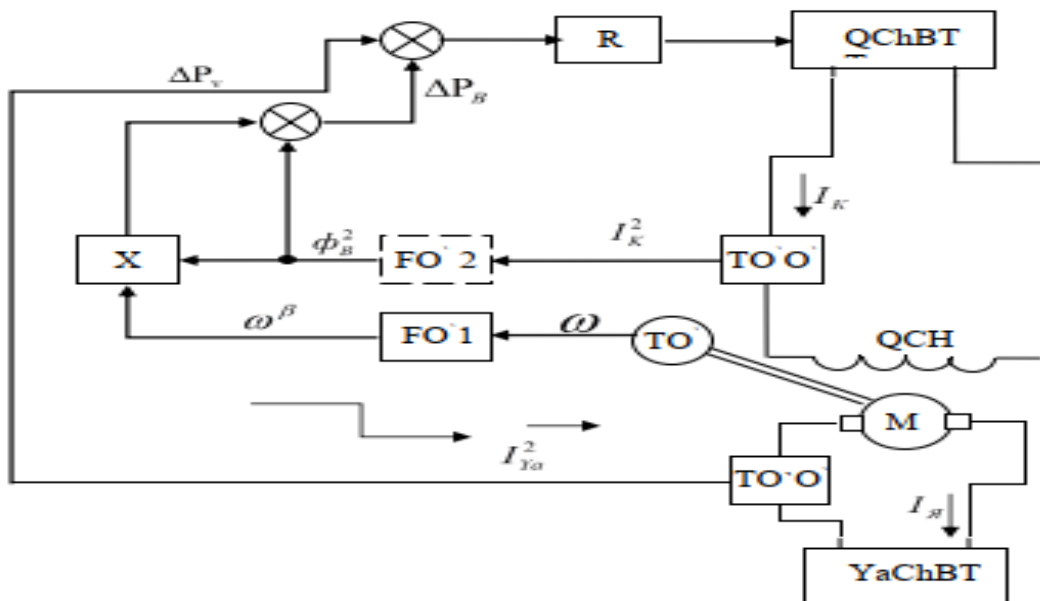 R
QChBT
ΔP_v
ΔP_B
I_K
I_K^2
ϕ_B^2
X
FO`2
TO`O`
ω^β
FO`1
ω
TO`
QCH
M
I_Ya^2
TO`O`
I_Я
YaChBT